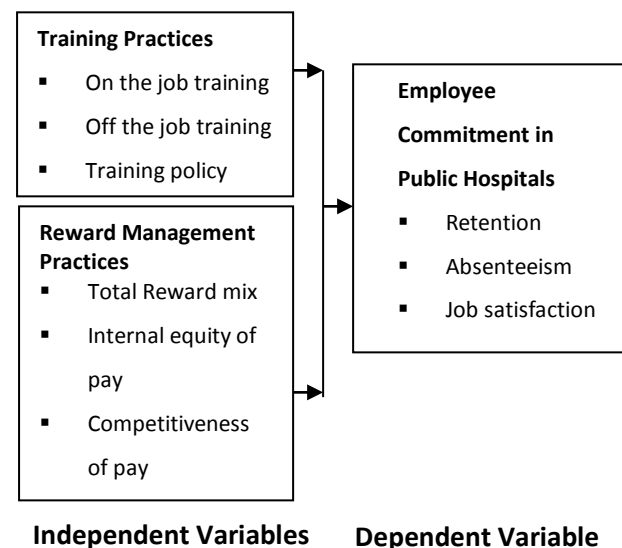 Training Practices
▪ On the job training
▪ Off the job training
▪ Training policy
Reward Management
Practices
▪ Total Reward mix
▪ Internal equity of
pay
▪ Competitiveness
of pay
Employee
Commitment in
Public Hospitals
▪ Retention
▪ Absenteeism
▪ Job satisfaction
Independent Variables
Dependent Variable